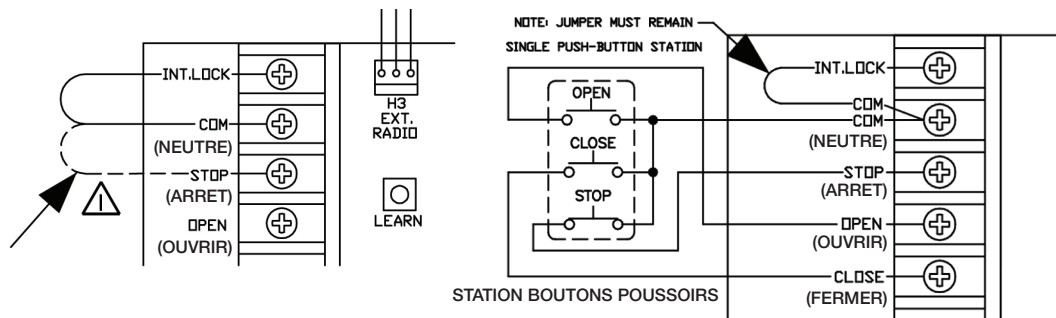 INT.LOCK
COM
(NEUTRE)
STOP
(ARRET)
OPEN
(OUVRIR)
H3
EXT.
RADIO
LEARN
NOTE: JUMPER MUST REMAIN
SINGLE PUSH-BUTTON STATION
OPEN
CLOSE
STOP
STATION BOUTONS POUSSOIRS
INT.LOCK
COM
COM
(NEUTRE)
STOP
(ARRET)
OPEN
(OUVRIR)
CLOSE
(FERMER)